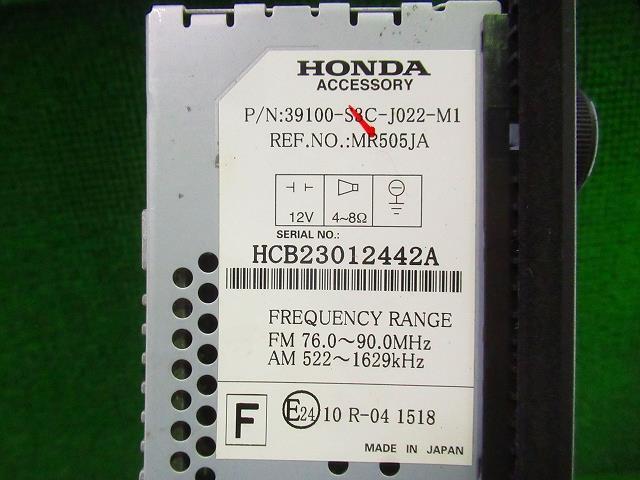 HONDA
ACCESSORY
P/N:39100-S3C-J022-M1
REF.NO.:MR505JA
12V 4~8Ω
SERIAL NO.:
HCB23012442A
FREQUENCY RANGE
FM 76.0~90.0MHz
AM 522~1629kHz
F E24 10 R-04 1518
MADE IN JAPAN